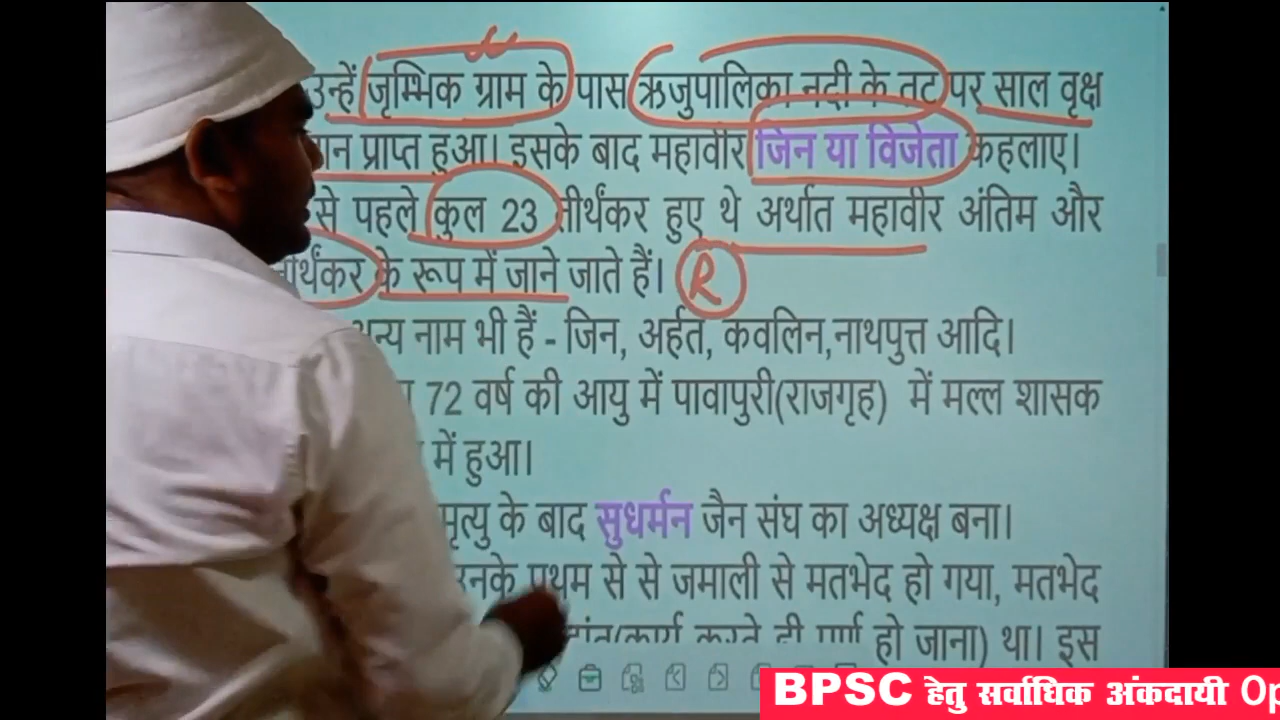 उन्हें जृम्भिक ग्राम के पास ऋजुपालिका नदी के तट पर साल वृक्ष
प्राप्त हुआ। इसके बाद महावीर जिन या विजेता कहलाए।
से पहले कुल 23 तीर्थंकर हुए थे अर्थात महावीर अंतिम और
के रूप में जाने जाते हैं। R
अन्य नाम भी हैं - जिन, अर्हत, कवलिन,नाथपुत्त आदि।
72 वर्ष की आयु में पावापुरी(राजगृह) में मल्ल शासक
में हुआ।
मृत्यु के बाद सुधर्मन जैन संघ का अध्यक्ष बना।
उनके प्रथम से से जमाली से मतभेद हो गया, मतभेद
हो जाना) था। इस
BPSC हेतु सर्वाधिक अंकदायी Op